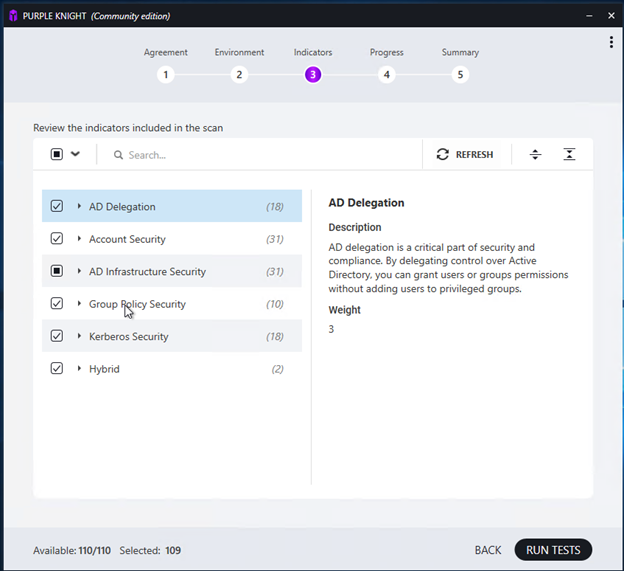 PURPLE KNIGHT (Community edition)
Agreement Environment Indicators Progress Summary
1 2 3 4 5
Review the indicators included in the scan
Search... REFRESH
AD Delegation (18)
Account Security (31)
AD Infrastructure Security (31)
Group Policy Security (10)
Kerberos Security (18)
Hybrid (2)
AD Delegation
Description
AD delegation is a critical part of security and
compliance. By delegating control over Active
Directory, you can grant users or groups permissions
without adding users to privileged groups.
Weight
3
Available: 110/110 Selected: 109 BACK RUN TESTS